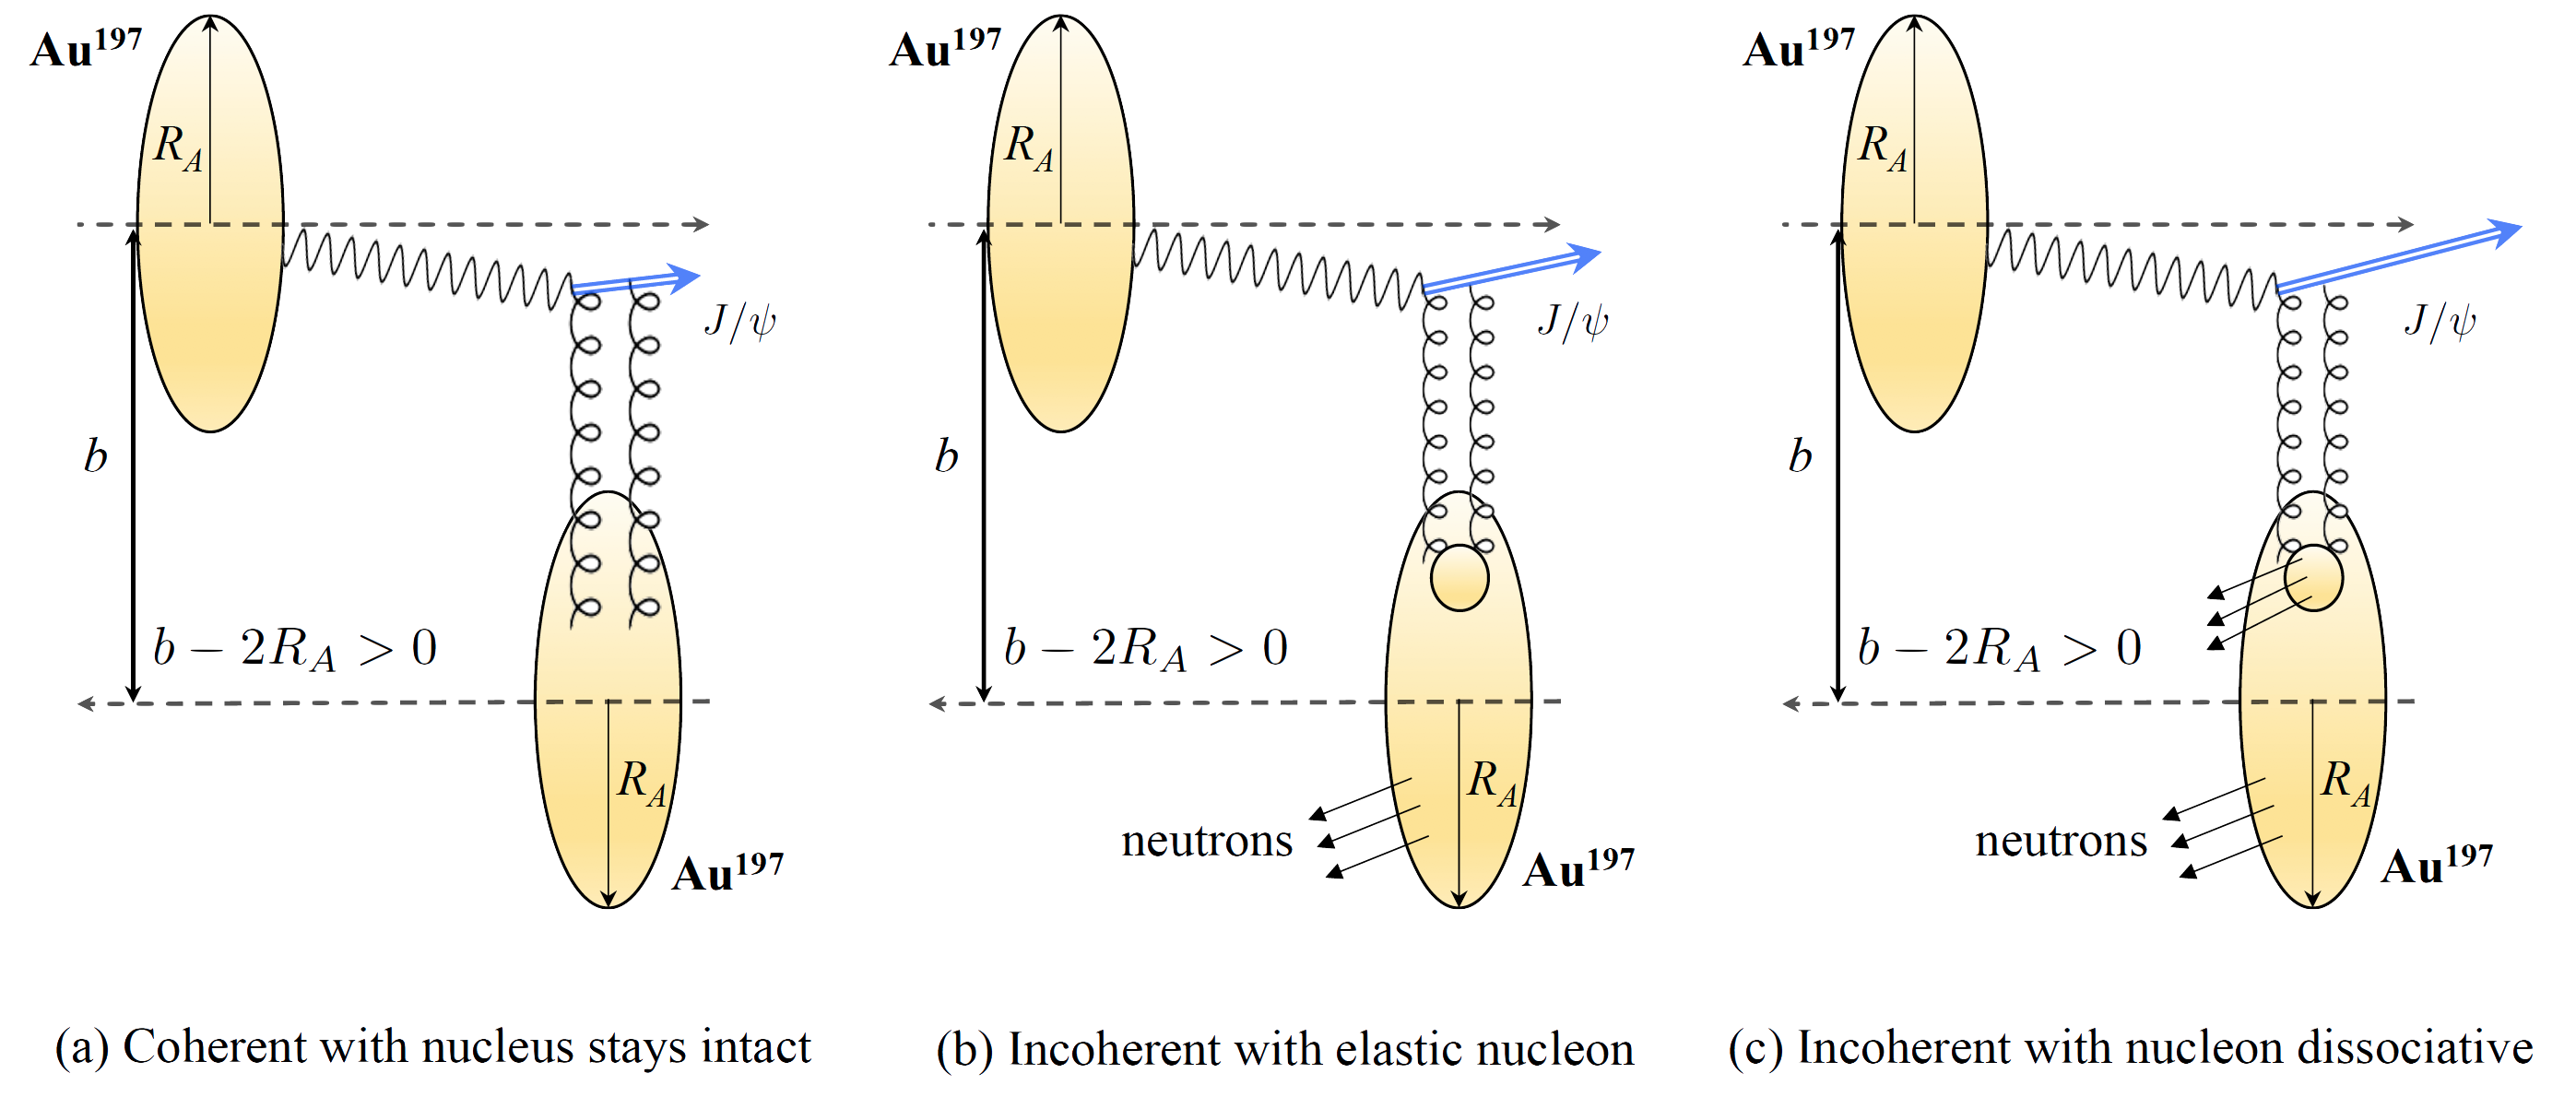 Au¹⁹⁷
R_A
b
J/ψ
b − 2R_A > 0
R_A
Au¹⁹⁷
(a) Coherent with nucleus stays intact
Au¹⁹⁷
R_A
b
J/ψ
b − 2R_A > 0
R_A
neutrons
Au¹⁹⁷
(b) Incoherent with elastic nucleon
Au¹⁹⁷
R_A
b
J/ψ
b − 2R_A > 0
R_A
neutrons
Au¹⁹⁷
(c) Incoherent with nucleon dissociative